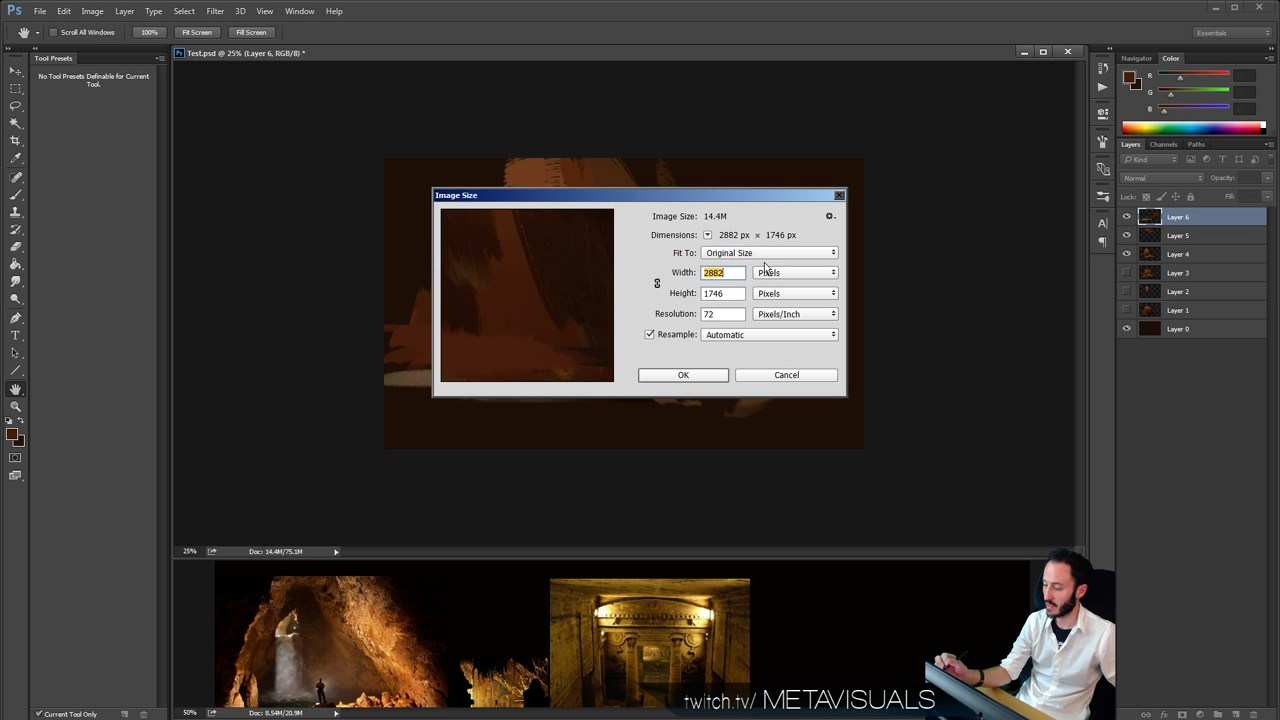 Ps File Edit Image Layer Type Select Filter 3D View Window Help
Scroll All Windows 100% Fit Screen Fill Screen Essentials
Tool Presets
No Tool Presets Definable for Current
Tool.
Current Tool Only
Test.psd @ 25% (Layer 6, RGB/8) *
Image Size
Image Size: 14.4M
Dimensions: 2882 px × 1746 px
Fit To: Original Size
Width: 2882 Pixels
Height: 1746 Pixels
Resolution: 72 Pixels/Inch
Resample: Automatic
OK Cancel
25% Doc: 14.4M/75.1M
50% Doc: 8.54M/20.9M
twitch.tv/ METAVISUALS
Navigator Color
R
G
B
Layers Channels Paths
Kind
Normal Opacity:
Lock: Fill:
Layer 6
Layer 5
Layer 4
Layer 3
Layer 2
Layer 1
Layer 0